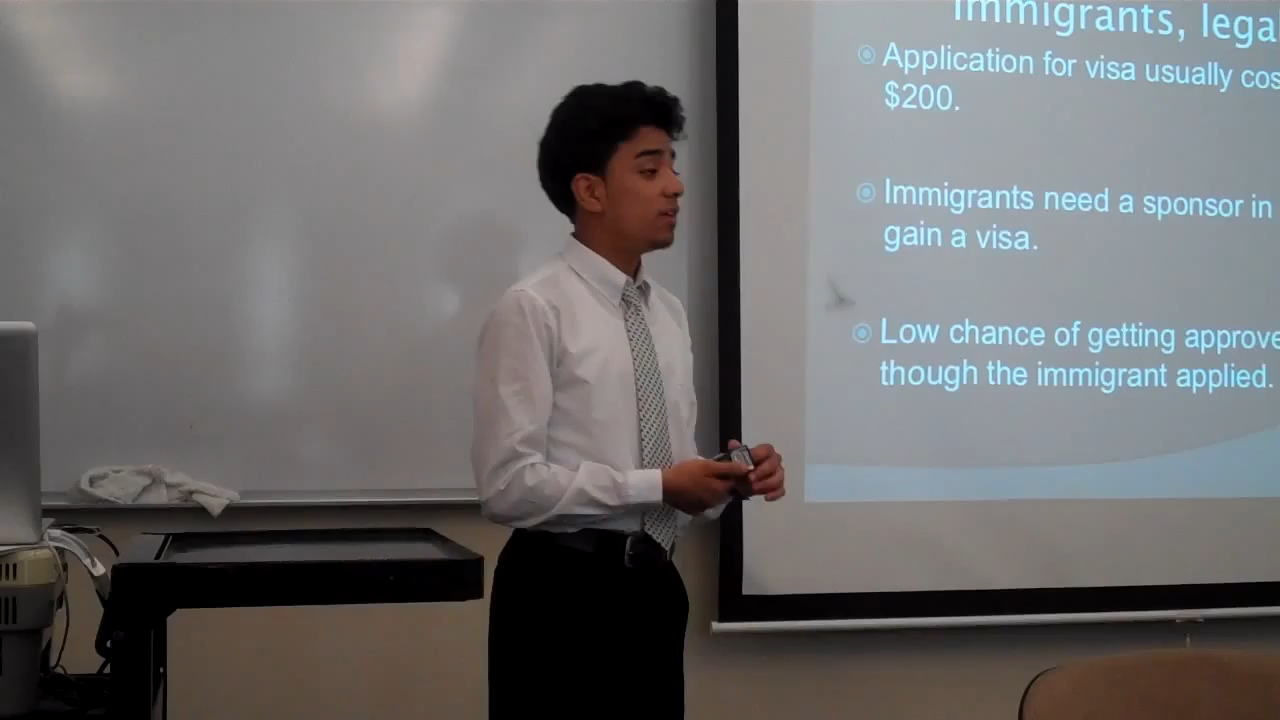 Immigrants, lega
Application for visa usually cos
$200.
Immigrants need a sponsor in
gain a visa.
Low chance of getting approve
though the immigrant applied.